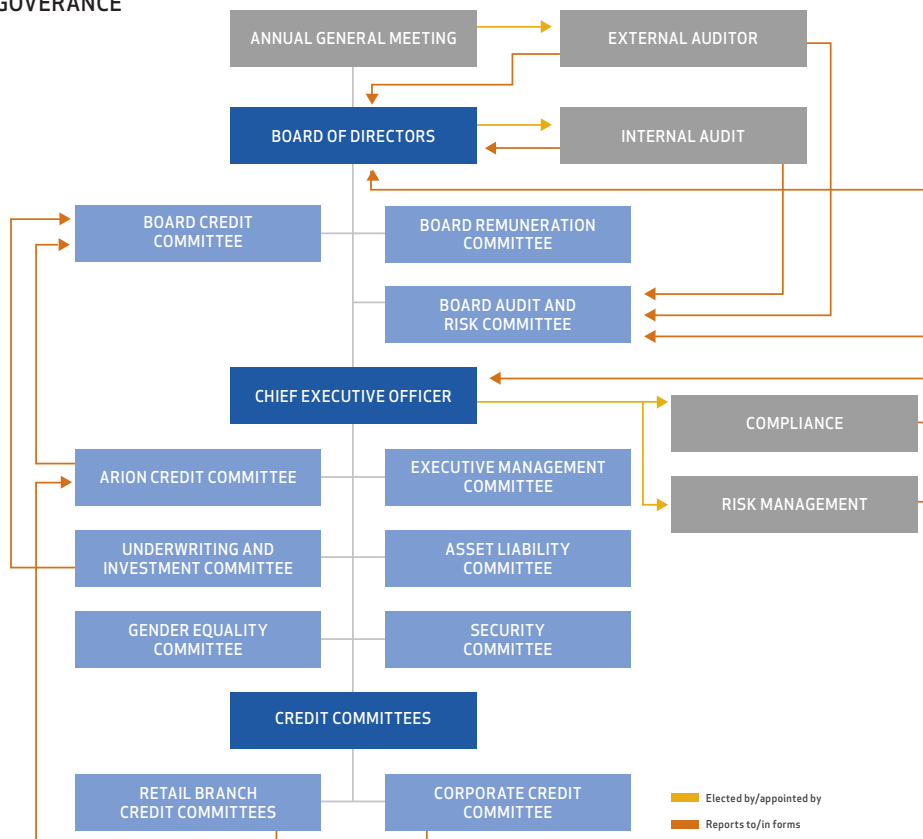 GOVERANCE
ANNUAL GENERAL MEETING
EXTERNAL AUDITOR
BOARD OF DIRECTORS
INTERNAL AUDIT
BOARD CREDIT
COMMITTEE
BOARD REMUNERATION
COMMITTEE
BOARD AUDIT AND
RISK COMMITTEE
CHIEF EXECUTIVE OFFICER
COMPLIANCE
ARION CREDIT COMMITTEE
EXECUTIVE MANAGEMENT
COMMITTEE
RISK MANAGEMENT
UNDERWRITING AND
INVESTMENT COMMITTEE
ASSET LIABILITY
COMMITTEE
GENDER EQUALITY
COMMITTEE
SECURITY
COMMITTEE
CREDIT COMMITTEES
RETAIL BRANCH
CREDIT COMMITTEES
CORPORATE CREDIT
COMMITTEE
Elected by/appointed by
Reports to/in forms